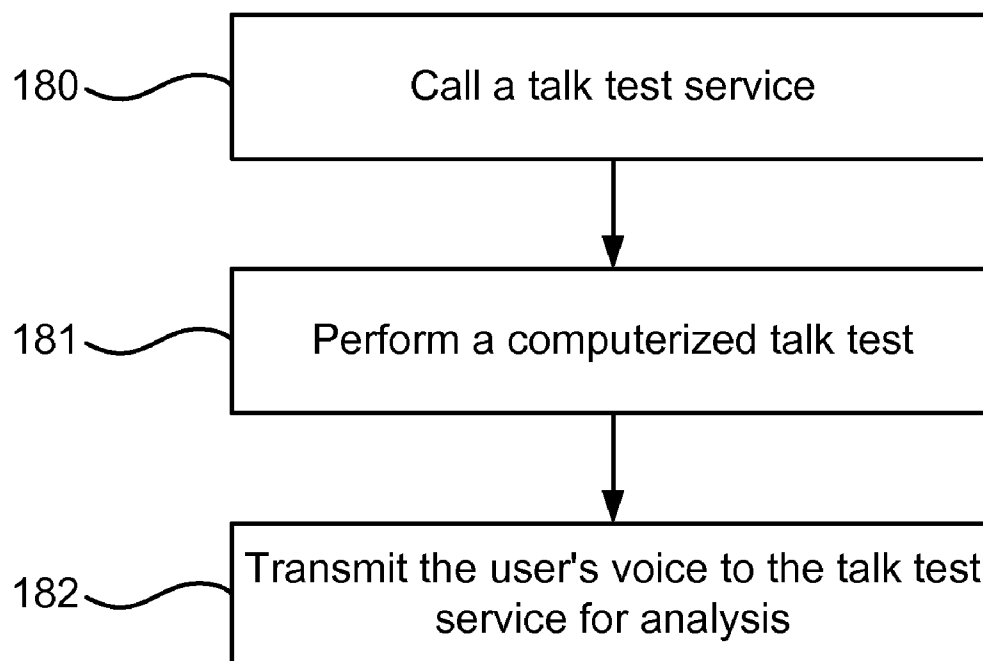 180
Call a talk test service
181
Perform a computerized talk test
182
Transmit the user's voice to the talk test
service for analysis